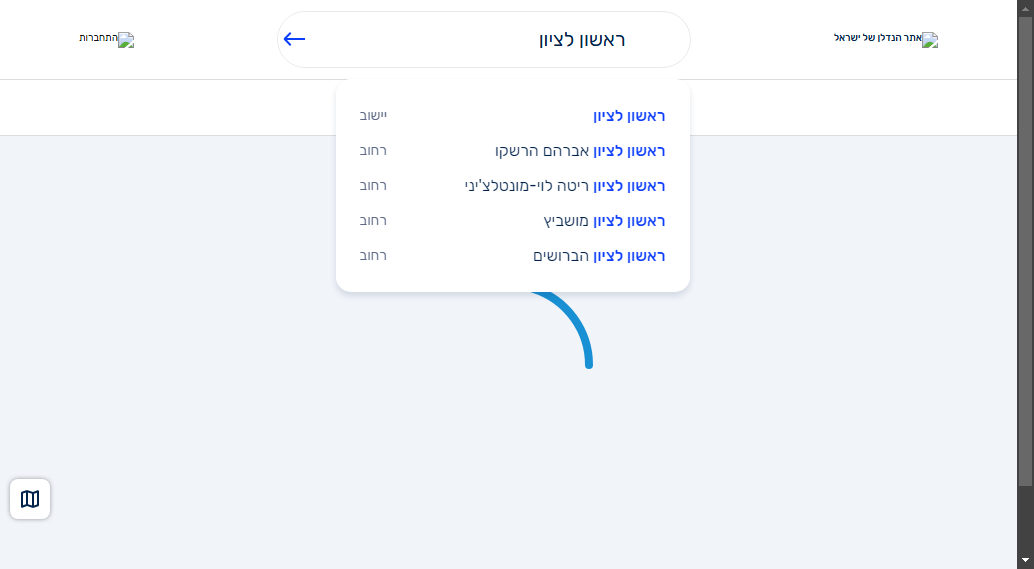 אתר הנדלן של ישראל
ראשון לציון
התחברות
ראשון לציון יישוב
ראשון לציון אברהם הרשקו רחוב
ראשון לציון ריטה לוי-מונטלצ'יני רחוב
ראשון לציון מושביץ רחוב
ראשון לציון הברושים רחוב